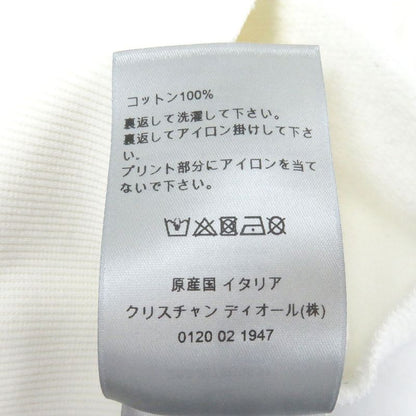 コットン100%
裏返して洗濯して下さい。
裏返してアイロン掛けして下さ
い.
プリント部分にアイロンを当て
ないで下さい。
原産国 イタリア
クリスチャン ディオール(株)
0120 02 1947